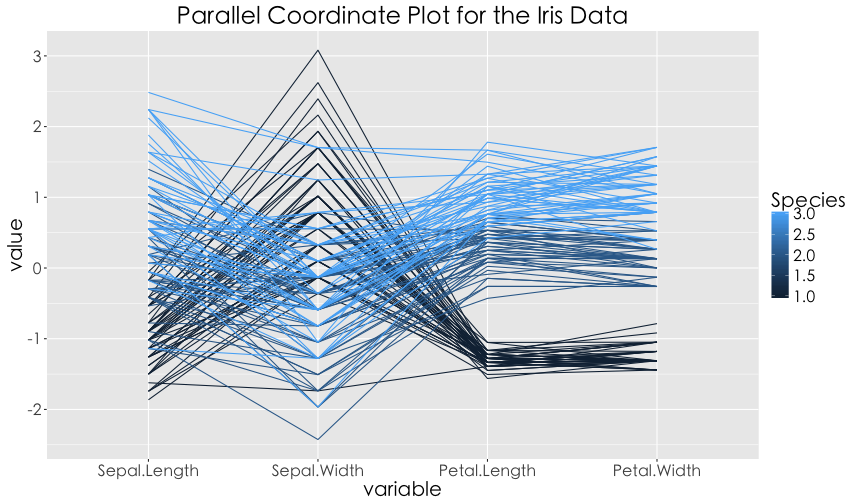 Parallel Coordinate Plot for the Iris Data
value
3
2
1
0
-1
-2
Sepal.Length Sepal.Width Petal.Length Petal.Width
variable
Species
3.0
2.5
2.0
1.5
1.0